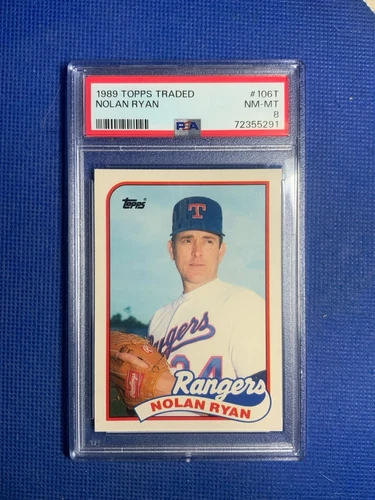 1989 TOPPS TRADED #106T
NOLAN RYAN NM-MT
8
PSA 72355291
Topps
T
Rangers
34
Rangers
NOLAN RYAN